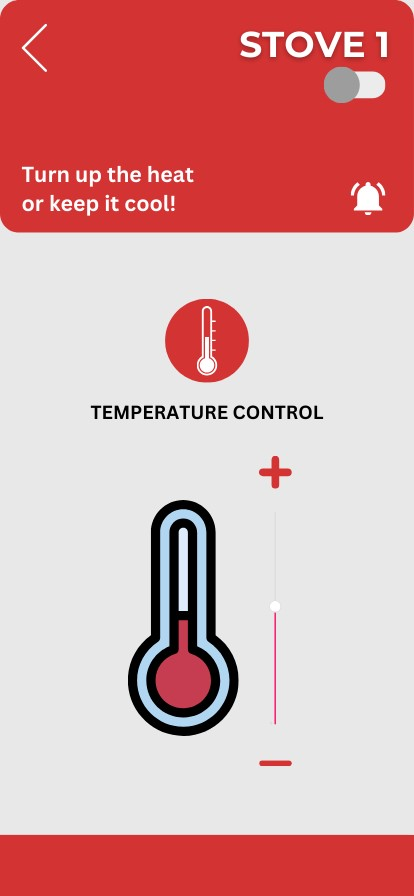 STOVE 1
Turn up the heat
or keep it cool!
TEMPERATURE CONTROL